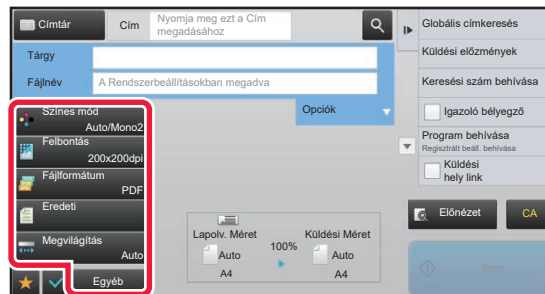 Címtár
Cím
Nyomja meg ezt a Cím
megadásához
Tárgy
Fájlnév
A Rendszerbeállításokban megadva
Opciók
Színes mód
Auto/Mono2
Felbontás
200x200dpi
Fájlformátum
PDF
Eredeti
Megvilágítás
Auto
Egyéb
Lapolv. Méret
Auto
A4
100%
Küldési Méret
Auto
A4
Globális címkeresés
Küldési előzmények
Keresési szám behívása
Igazoló bélyegző
Program behívása
Regisztrált beáll. behívása
Küldési
hely link
Előnézet
CA
Start